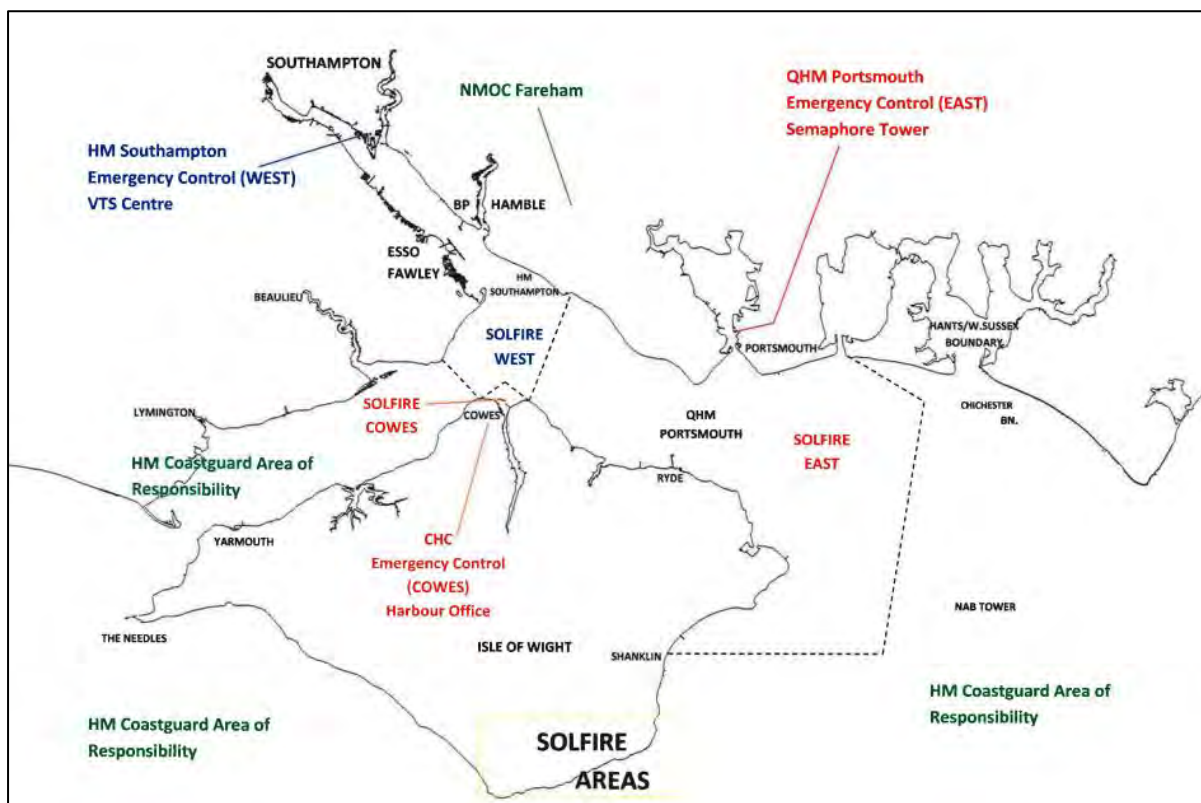 SOUTHAMPTON
NMOC Fareham
QHM Portsmouth
Emergency Control (EAST)
Semaphore Tower
HM Southampton
Emergency Control (WEST)
VTS Centre
BP
HAMBLE
ESSO
FAWLEY
HM
SOUTHAMPTON
BEAULIEU
SOLFIRE
WEST
PORTSMOUTH
HANTS/W.SUSSEX
BOUNDARY
LYMINGTON
SOLFIRE
COWES
COWES
QHM
PORTSMOUTH
SOLFIRE
EAST
CHICHESTER
BN.
HM Coastguard Area of
Responsibility
RYDE
YARMOUTH
CHC
Emergency Control
(COWES)
Harbour Office
NAB TOWER
THE NEEDLES
ISLE OF WIGHT
SHANKLIN
HM Coastguard Area of
Responsibility
HM Coastguard Area of
Responsibility
SOLFIRE
AREAS